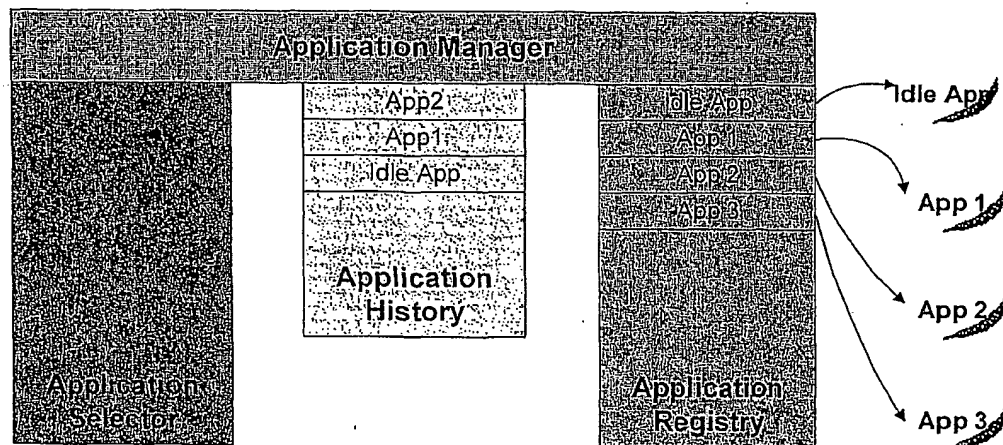 Application Manager
App2
App1
Idle App
Application
History
Application
Selector
Idle App
App 1
App 2
App 3
Application
Registry
Idle App
App 1
App 2
App 3